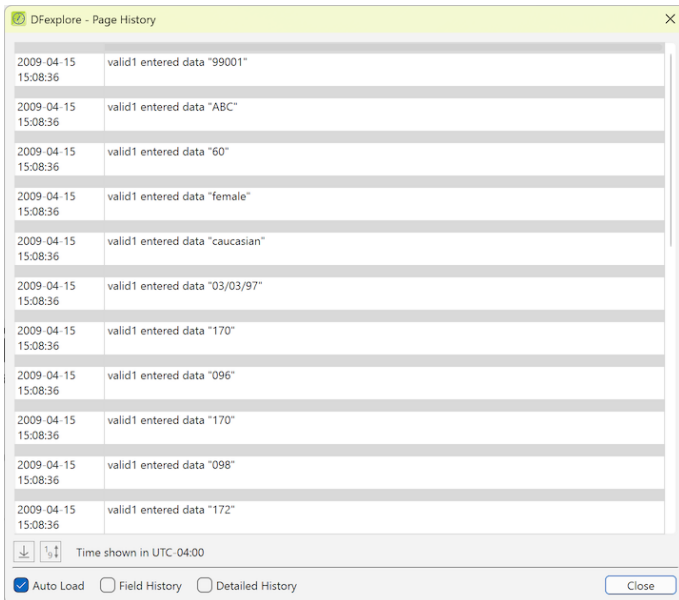 DFexplore - Page History
2009-04-15 valid1 entered data "99001"
15:08:36
2009-04-15 valid1 entered data "ABC"
15:08:36
2009-04-15 valid1 entered data "60"
15:08:36
2009-04-15 valid1 entered data "female"
15:08:36
2009-04-15 valid1 entered data "caucasian"
15:08:36
2009-04-15 valid1 entered data "03/03/97"
15:08:36
2009-04-15 valid1 entered data "170"
15:08:36
2009-04-15 valid1 entered data "096"
15:08:36
2009-04-15 valid1 entered data "170"
15:08:36
2009-04-15 valid1 entered data "098"
15:08:36
2009-04-15 valid1 entered data "172"
15:08:36
Time shown in UTC-04:00
Auto Load Field History Detailed History Close